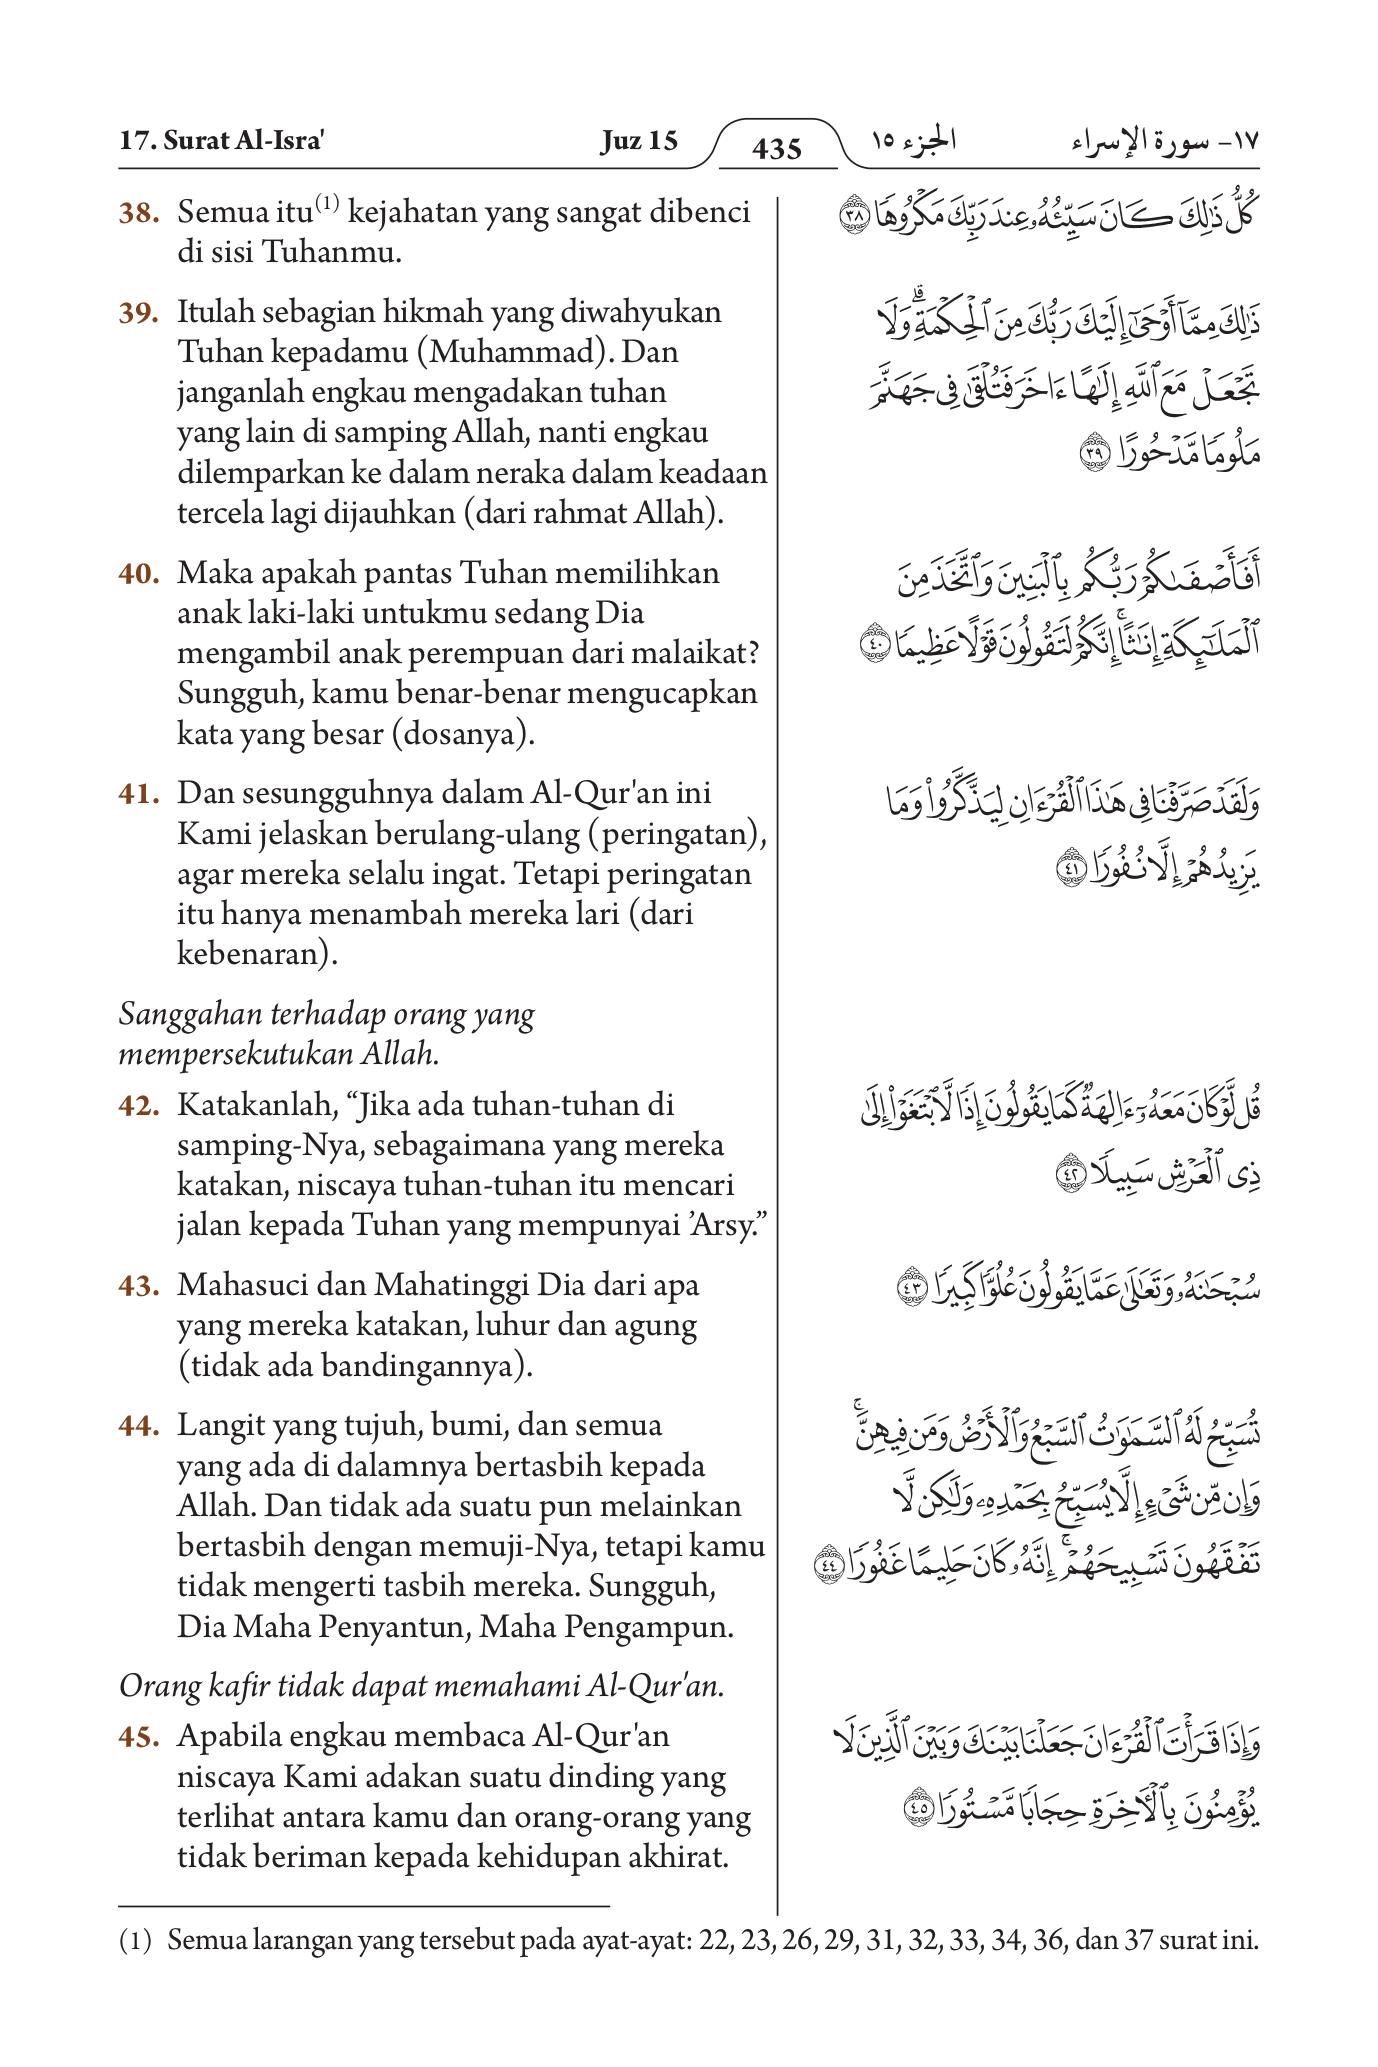 17. Surat Al-Isra' Juz 15 435 الجزء ١٥ ١٧- سورة الإسراء
38. Semua itu(1) kejahatan yang sangat dibenci
di sisi Tuhanmu.
39. Itulah sebagian hikmah yang diwahyukan
Tuhan kepadamu (Muhammad). Dan
janganlah engkau mengadakan tuhan
yang lain di samping Allah, nanti engkau
dilemparkan ke dalam neraka dalam keadaan
tercela lagi dijauhkan (dari rahmat Allah).
40. Maka apakah pantas Tuhan memilihkan
anak laki-laki untukmu sedang Dia
mengambil anak perempuan dari malaikat?
Sungguh, kamu benar-benar mengucapkan
kata yang besar (dosanya).
41. Dan sesungguhnya dalam Al-Qur'an ini
Kami jelaskan berulang-ulang (peringatan),
agar mereka selalu ingat. Tetapi peringatan
itu hanya menambah mereka lari (dari
kebenaran).
Sanggahan terhadap orang yang
mempersekutukan Allah.
42. Katakanlah, “Jika ada tuhan-tuhan di
samping-Nya, sebagaimana yang mereka
katakan, niscaya tuhan-tuhan itu mencari
jalan kepada Tuhan yang mempunyai ’Arsy.”
43. Mahasuci dan Mahatinggi Dia dari apa
yang mereka katakan, luhur dan agung
(tidak ada bandingannya).
44. Langit yang tujuh, bumi, dan semua
yang ada di dalamnya bertasbih kepada
Allah. Dan tidak ada suatu pun melainkan
bertasbih dengan memuji-Nya, tetapi kamu
tidak mengerti tasbih mereka. Sungguh,
Dia Maha Penyantun, Maha Pengampun.
Orang kafir tidak dapat memahami Al-Qur'an.
45. Apabila engkau membaca Al-Qur'an
niscaya Kami adakan suatu dinding yang
terlihat antara kamu dan orang-orang yang
tidak beriman kepada kehidupan akhirat.
كُلُّ ذَٰلِكَ كَانَ سَيِّئُهُۥ عِندَ رَبِّكَ مَكْرُوهًا ٣٨
ذَٰلِكَ مِمَّآ أَوْحَىٰٓ إِلَيْكَ رَبُّكَ مِنَ ٱلْحِكْمَةِ ۗ وَلَا
تَجْعَلْ مَعَ ٱللَّهِ إِلَٰهًا ءَاخَرَ فَتُلْقَىٰ فِى جَهَنَّمَ
مَلُومًا مَّدْحُورًا ٣٩
أَفَأَصْفَىٰكُمْ رَبُّكُم بِٱلْبَنِينَ وَٱتَّخَذَ مِنَ
ٱلْمَلَٰٓئِكَةِ إِنَٰثًا ۚ إِنَّكُمْ لَتَقُولُونَ قَوْلًا عَظِيمًا ٤٠
وَلَقَدْ صَرَّفْنَا فِى هَٰذَا ٱلْقُرْءَانِ لِيَذَّكَّرُوا۟ وَمَا
يَزِيدُهُمْ إِلَّا نُفُورًا ٤١
قُل لَّوْ كَانَ مَعَهُۥٓ ءَالِهَةٌ كَمَا يَقُولُونَ إِذًا لَّٱبْتَغَوْا۟ إِلَىٰ
ذِى ٱلْعَرْشِ سَبِيلًا ٤٢
سُبْحَٰنَهُۥ وَتَعَٰلَىٰ عَمَّا يَقُولُونَ عُلُوًّا كَبِيرًا ٤٣
تُسَبِّحُ لَهُ ٱلسَّمَٰوَٰتُ ٱلسَّبْعُ وَٱلْأَرْضُ وَمَن فِيهِنَّ ۚ
وَإِن مِّن شَىْءٍ إِلَّا يُسَبِّحُ بِحَمْدِهِۦ وَلَٰكِن لَّا
تَفْقَهُونَ تَسْبِيحَهُمْ ۚ إِنَّهُۥ كَانَ حَلِيمًا غَفُورًا ٤٤
وَإِذَا قَرَأْتَ ٱلْقُرْءَانَ جَعَلْنَا بَيْنَكَ وَبَيْنَ ٱلَّذِينَ لَا
يُؤْمِنُونَ بِٱلْءَاخِرَةِ حِجَابًا مَّسْتُورًا ٤٥
(1) Semua larangan yang tersebut pada ayat-ayat: 22, 23, 26, 29, 31, 32, 33, 34, 36, dan 37 surat ini.